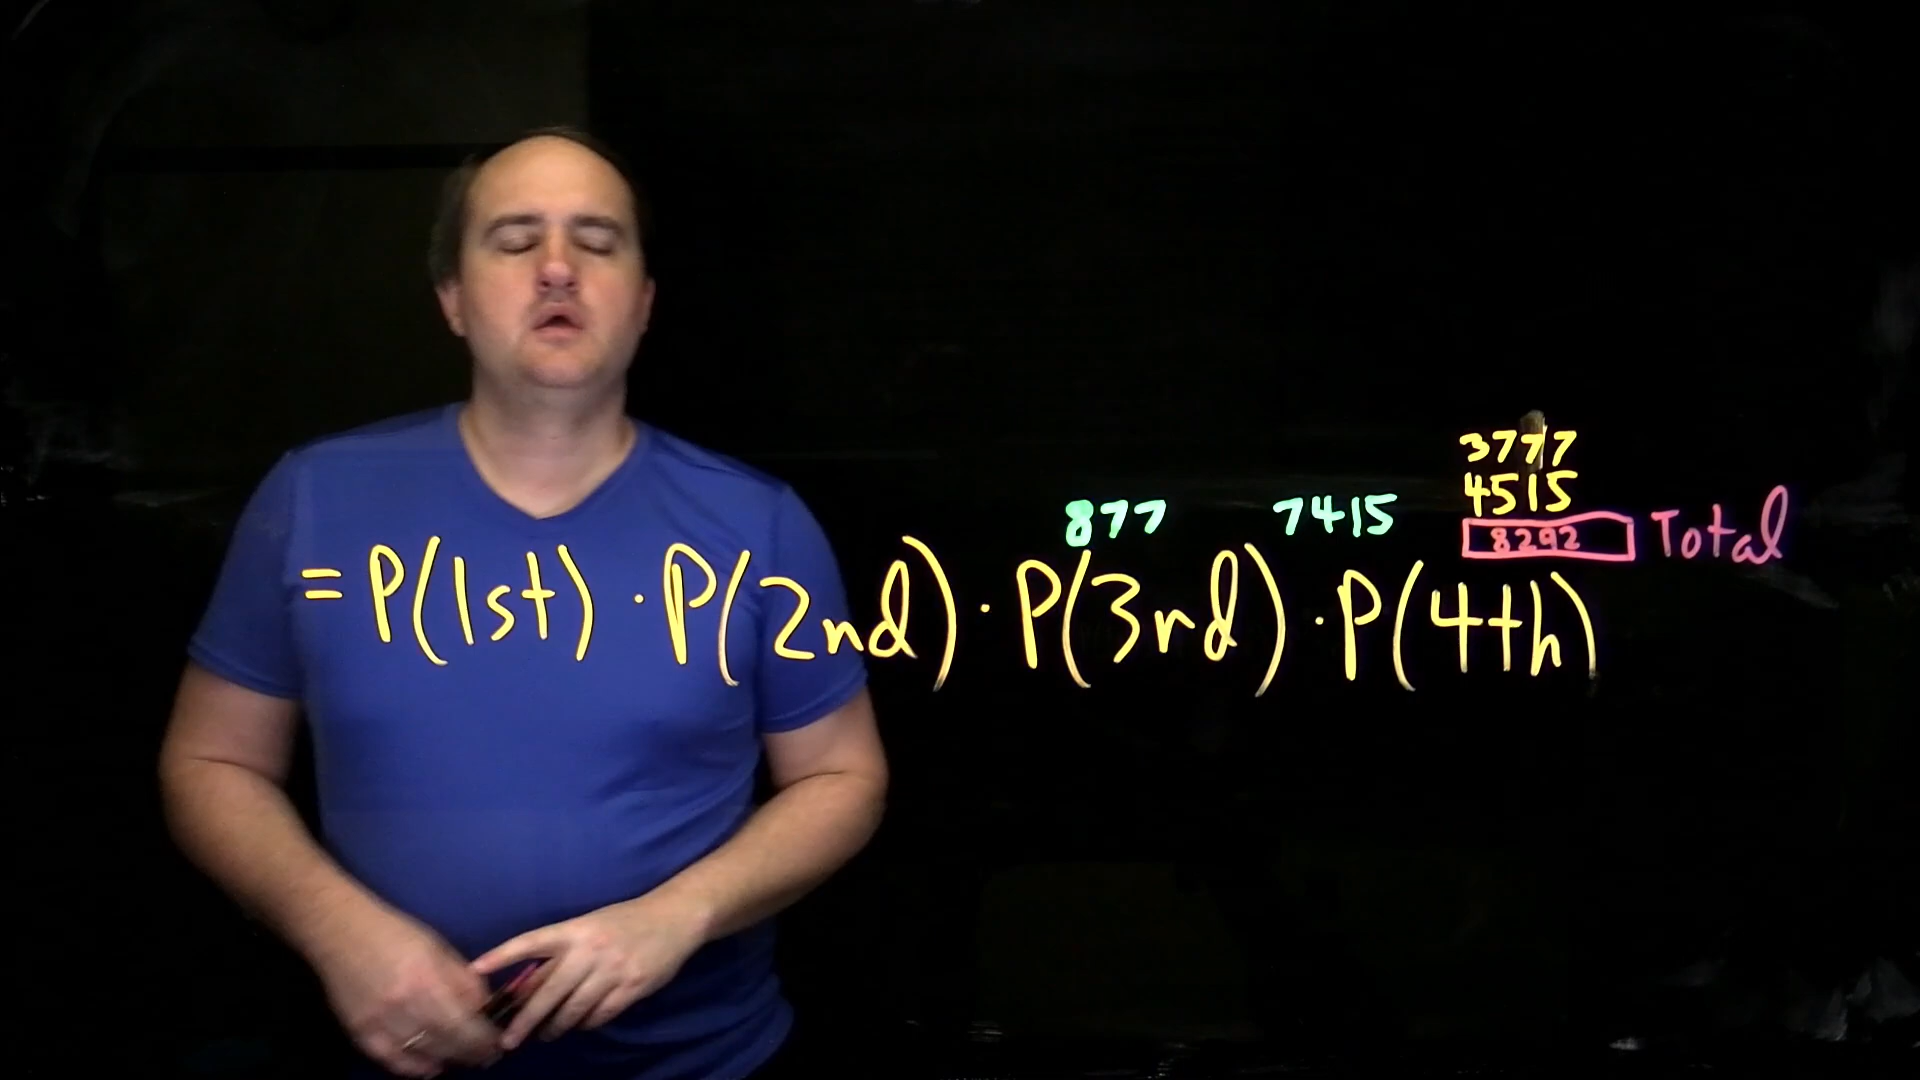 3777
4515
877 7415 8292 Total
= P(1st) · P(2nd) · P(3rd) · P(4th)